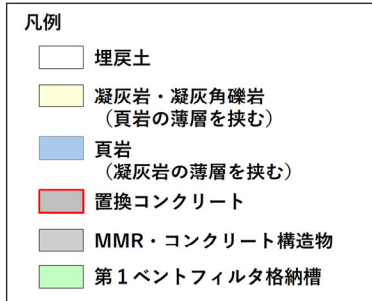 凡例
埋戻土
凝灰岩・凝灰角礫岩
(頁岩の薄層を挟む)
頁岩
(凝灰岩の薄層を挟む)
置換コンクリート
MMR・コンクリート構造物
第１ベントフィルタ格納槽